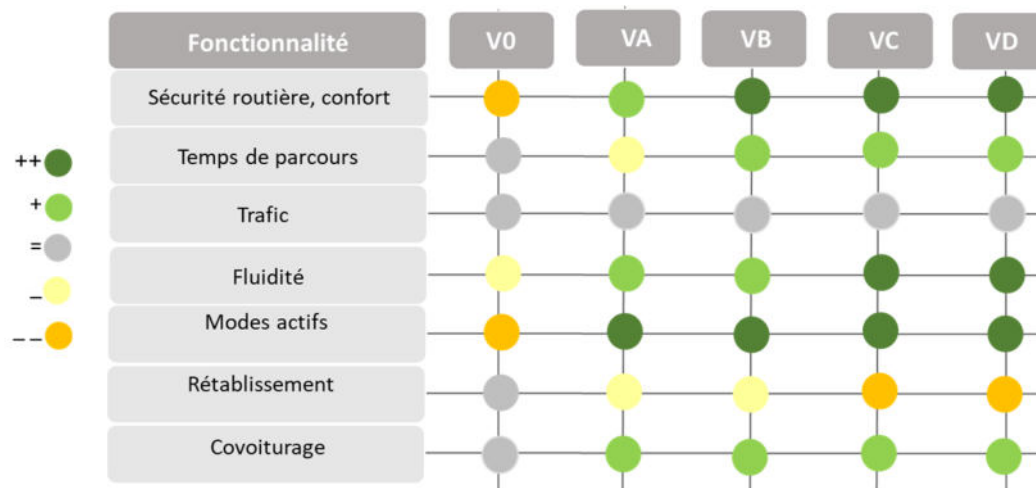 Fonctionnalité V0 VA VB VC VD
Sécurité routière, confort
++ Temps de parcours
+ Trafic
=
− Fluidité
−− Modes actifs
Rétablissement
Covoiturage